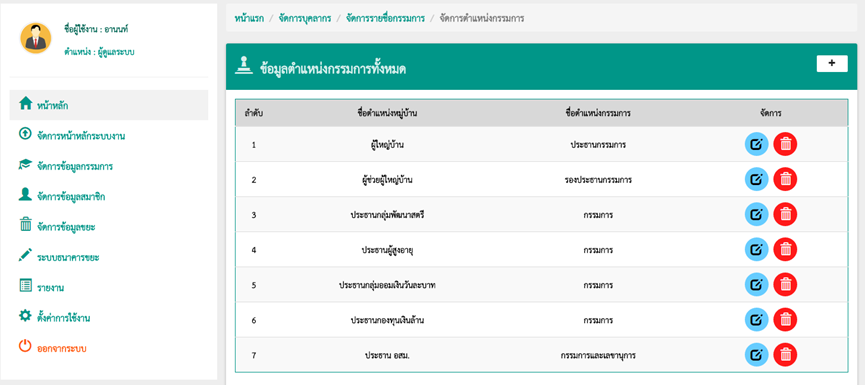 ชื่อผู้ใช้งาน : อานนท์
ตำแหน่ง : ผู้ดูแลระบบ
หน้าหลัก
จัดการหน้าหลักระบบงาน
จัดการข้อมูลกรรมการ
จัดการข้อมูลสมาชิก
จัดการข้อมูลขยะ
ระบบธนาคารขยะ
รายงาน
ตั้งค่าการใช้งาน
ออกจากระบบ
หน้าแรก / จัดการบุคลากร / จัดการรายชื่อกรรมการ / จัดการตำแหน่งกรรมการ
ข้อมูลตำแหน่งกรรมการทั้งหมด
+
ลำดับ ชื่อตำแหน่งหมู่บ้าน ชื่อตำแหน่งกรรมการ จัดการ
1 ผู้ใหญ่บ้าน ประธานกรรมการ
2 ผู้ช่วยผู้ใหญ่บ้าน รองประธานกรรมการ
3 ประธานกลุ่มพัฒนาสตรี กรรมการ
4 ประธานผู้สูงอายุ กรรมการ
5 ประธานกลุ่มออมเงินวันละบาท กรรมการ
6 ประธานกองทุนเงินล้าน กรรมการ
7 ประธาน อสม. กรรมการและเลขานุการ